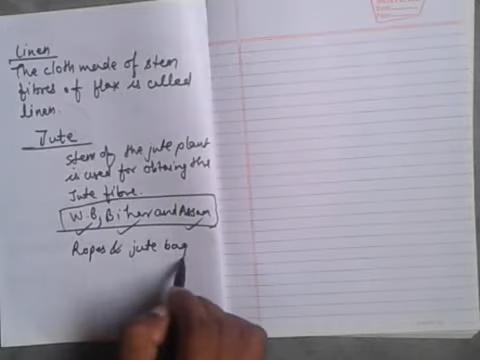 Linen
The cloth made of stem
fibres of flax is called
linen.
Jute
Stem of the jute plant
is used for obtaing the
Jute fibre.
W.B, Bihar and Assam
Ropes & jute bag